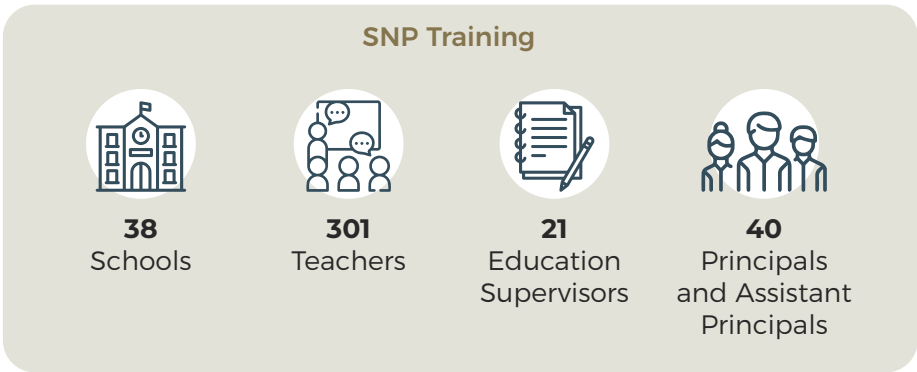 SNP Training
38
Schools
301
Teachers
21
Education
Supervisors
40
Principals
and Assistant
Principals